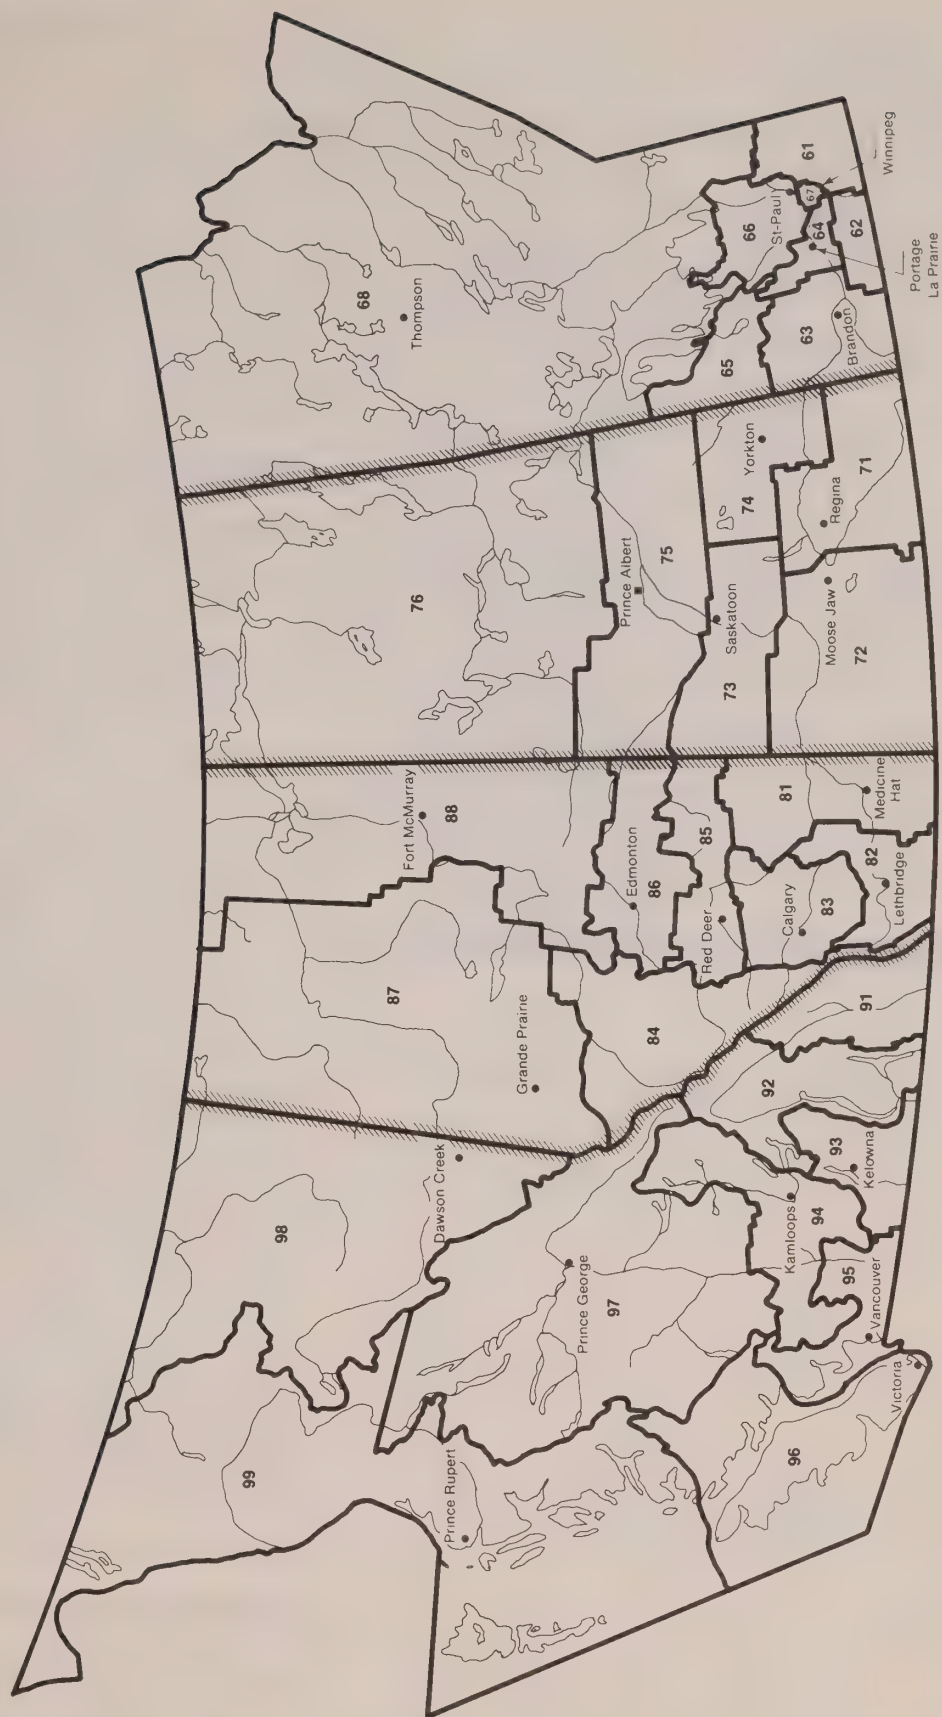 99
98
68
Thompson
76
87
Fort McMurray
88
Dawson Creek
Prince Rupert
Grande Prairie
Prince George
97
Prince Albert
75
Edmonton
86
84
85
Red Deer
73
Saskatoon
74
Yorkton
65
66
St-Paul
61
67
Winnipeg
64
62
Portage
La Prairie
63
Brandon
71
Regina
Moose Jaw
72
81
Medicine
Hat
82
Lethbridge
83
Calgary
91
92
93
Kelowna
94
Kamloops
95
Vancouver
96
Victoria